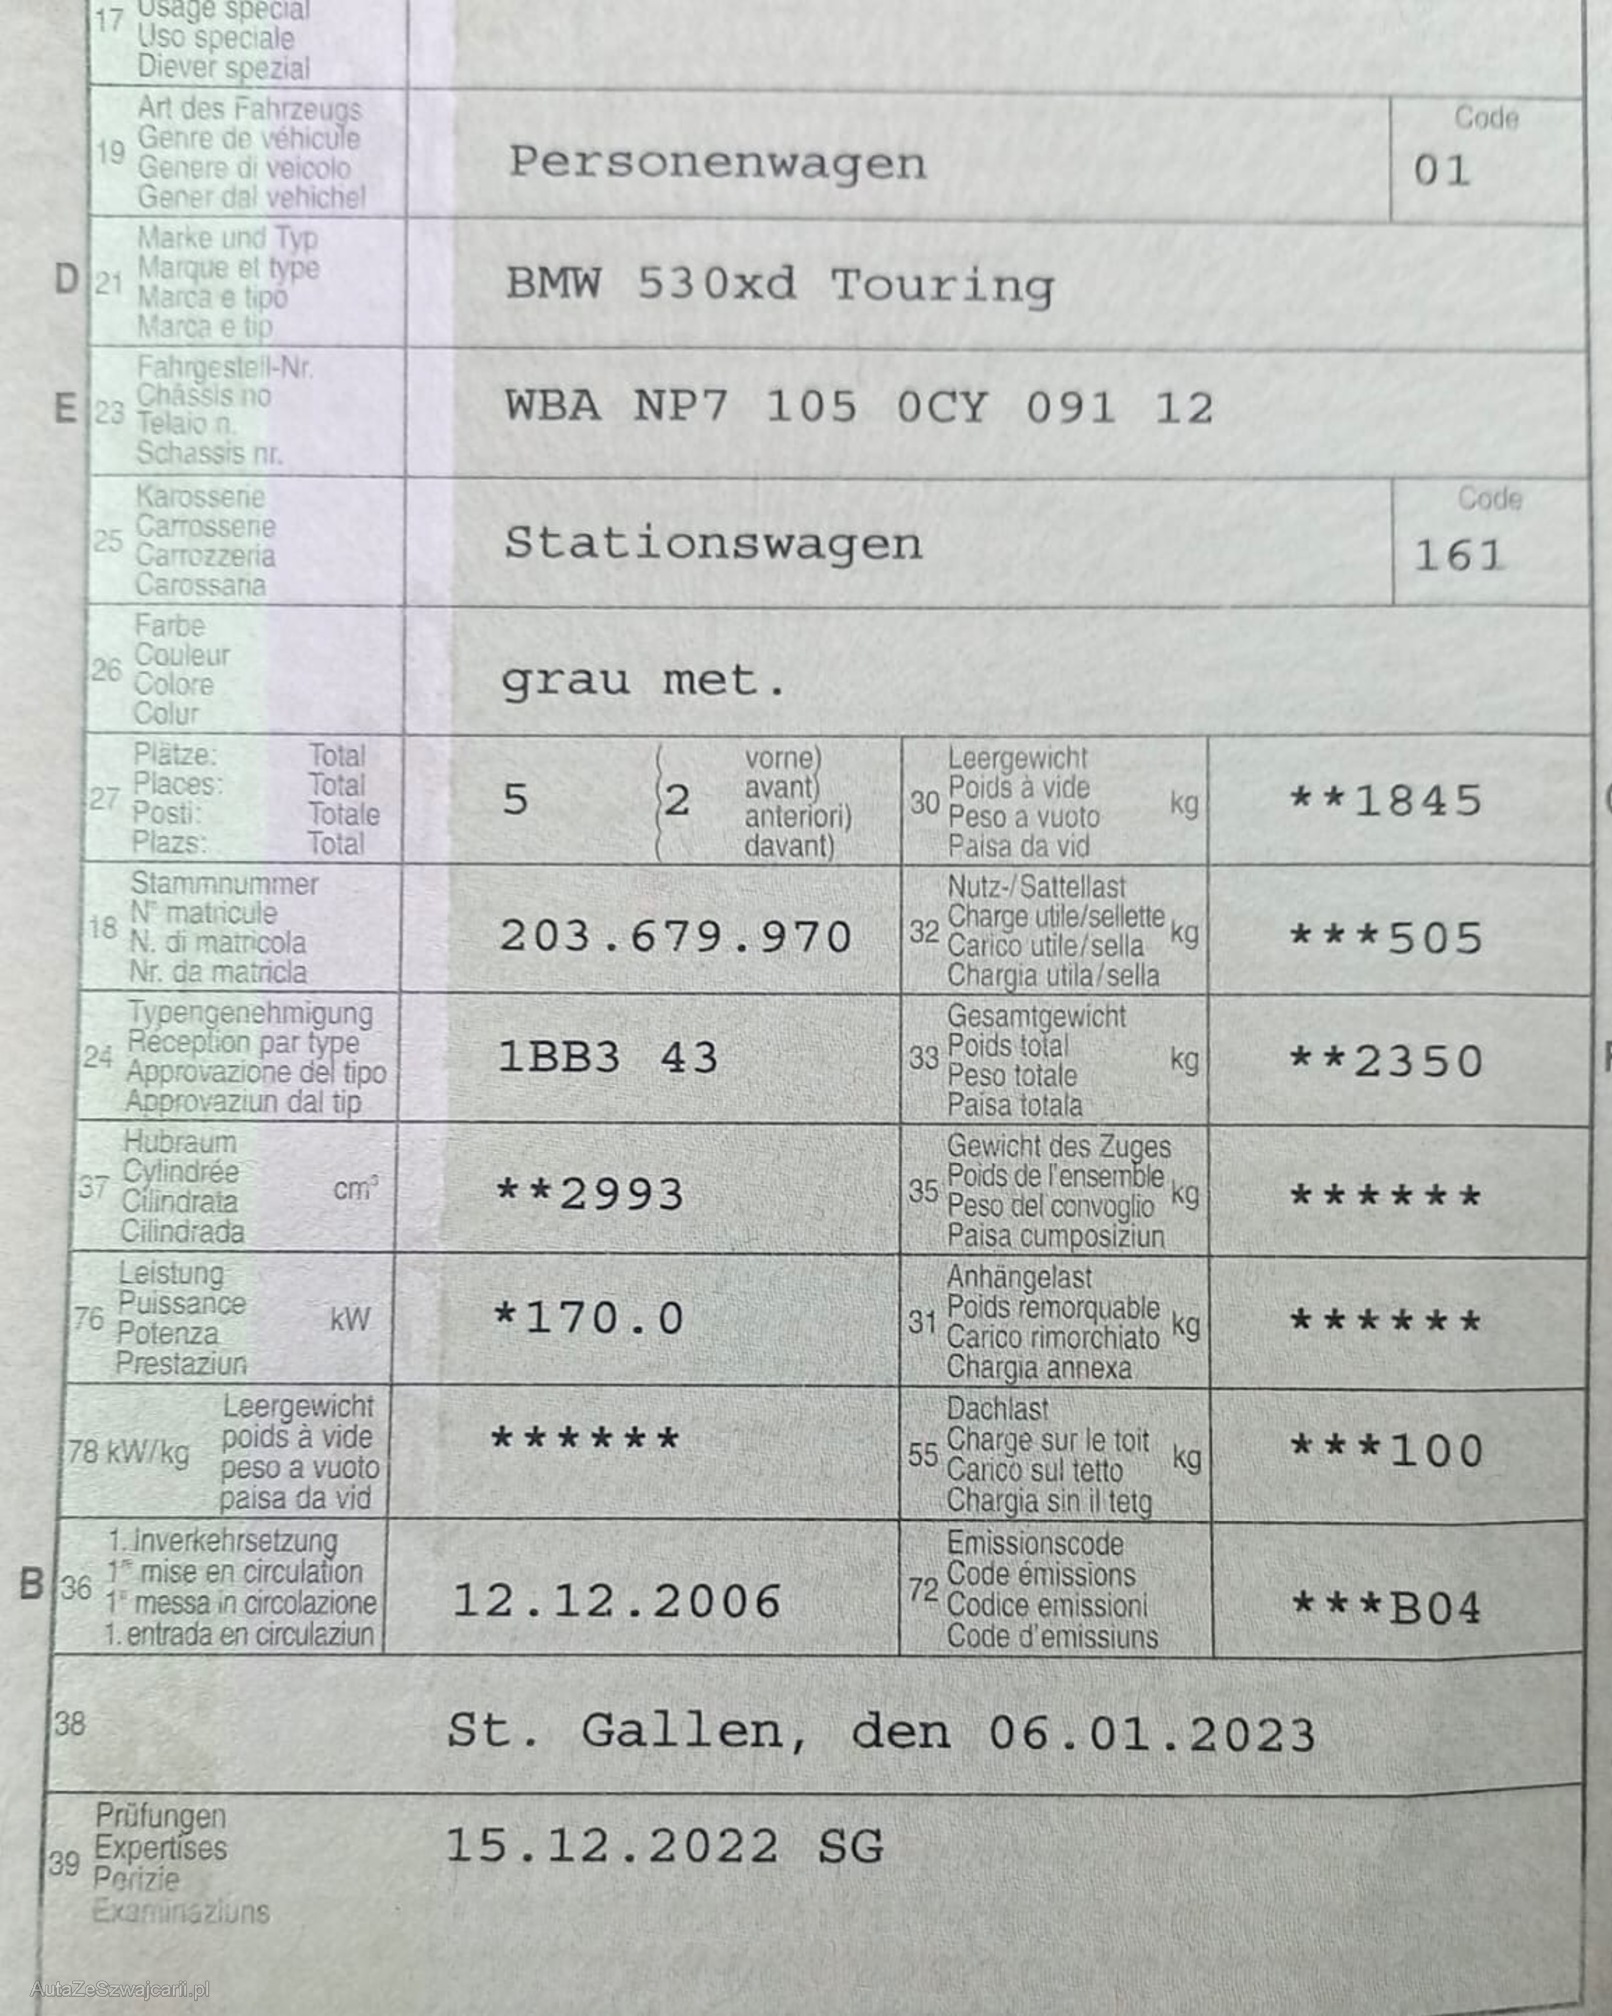 17 Usage spécial
Uso speciale
Diever spezial
19 Art des Fahrzeugs
Genre de véhicule
Genere di veicolo
Gener dal vehichel
Personenwagen
Code
01
D 21 Marke und Typ
Marque et type
Marca e tipo
Marca e tip
BMW 530xd Touring
E 23 Fahrgestell-Nr.
Châssis no
Telaio n.
Schassis nr.
WBA NP7 105 0CY 091 12
25 Karosserie
Carrosserie
Carrozzeria
Carossaria
Stationswagen
Code
161
26 Farbe
Couleur
Colore
Colur
grau met.
27 Plätze: Total
Places: Total
Posti: Totale
Plazs: Total
5 (2 vorne)
avant)
anteriori)
davant)
30 Leergewicht
Poids à vide
Peso a vuoto
Paisa da vid
kg
**1845
18 Stammnummer
N° matricule
N. di matricola
Nr. da matricla
203.679.970
32 Nutz-/Sattellast
Charge utile/sellette
Carico utile/sella
Chargia utila/sella
kg
***505
24 Typengenehmigung
Réception par type
Approvazione del tipo
Approvaziun dal tip
1BB3 43
33 Gesamtgewicht
Poids total
Peso totale
Paisa totala
kg
**2350
37 Hubraum
Cylindrée
Cilindrata
Cilindrada
cm³
**2993
35 Gewicht des Zuges
Poids de l'ensemble
Peso del convoglio
Paisa cumposiziun
kg
******
76 Leistung
Puissance
Potenza
Prestaziun
kW
*170.0
31 Anhängelast
Poids remorquable
Carico rimorchiato
Chargia annexa
kg
******
78 kW/kg Leergewicht
poids à vide
peso a vuoto
paisa da vid
******
55 Dachlast
Charge sur le toit
Carico sul tetto
Chargia sin il tetg
kg
***100
B 36 1. Inverkehrsetzung
1re mise en circulation
1a messa in circolazione
1. entrada en circulaziun
12.12.2006
72 Emissionscode
Code émissions
Codice emissioni
Code d'emissiuns
***B04
38
St. Gallen, den 06.01.2023
39 Prüfungen
Expertises
Perizie
Examinaziuns
15.12.2022 SG
AutaZeSzwajcarii.pl